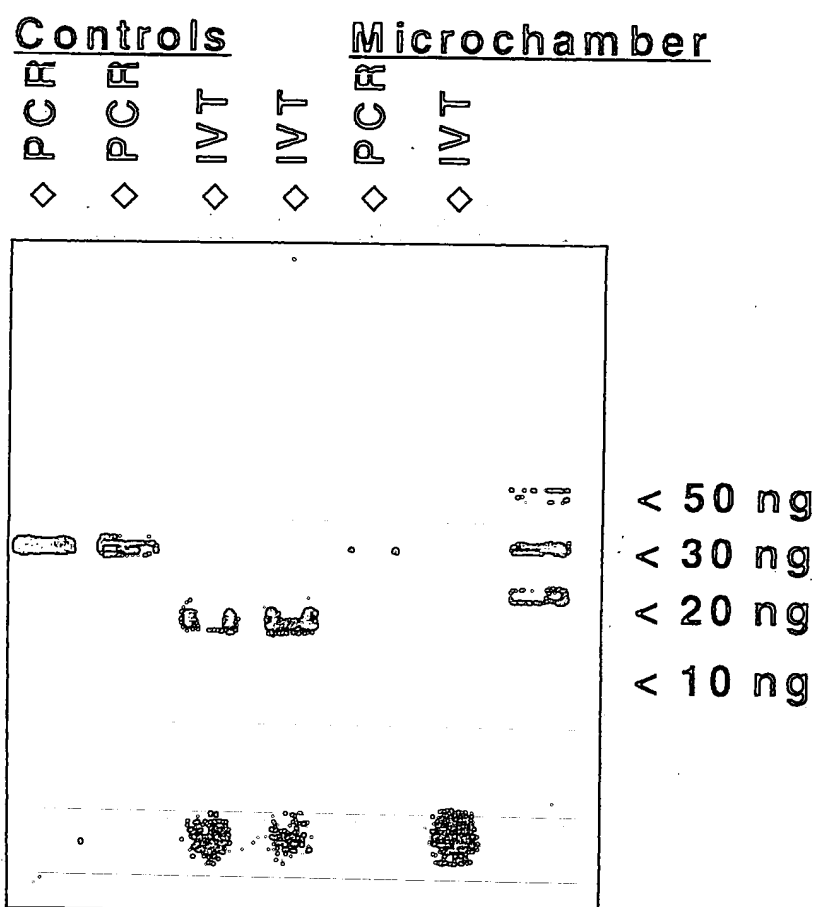 Controls Microchamber
PCR PCR IVT IVT PCR IVT
< 50 ng
< 30 ng
< 20 ng
< 10 ng